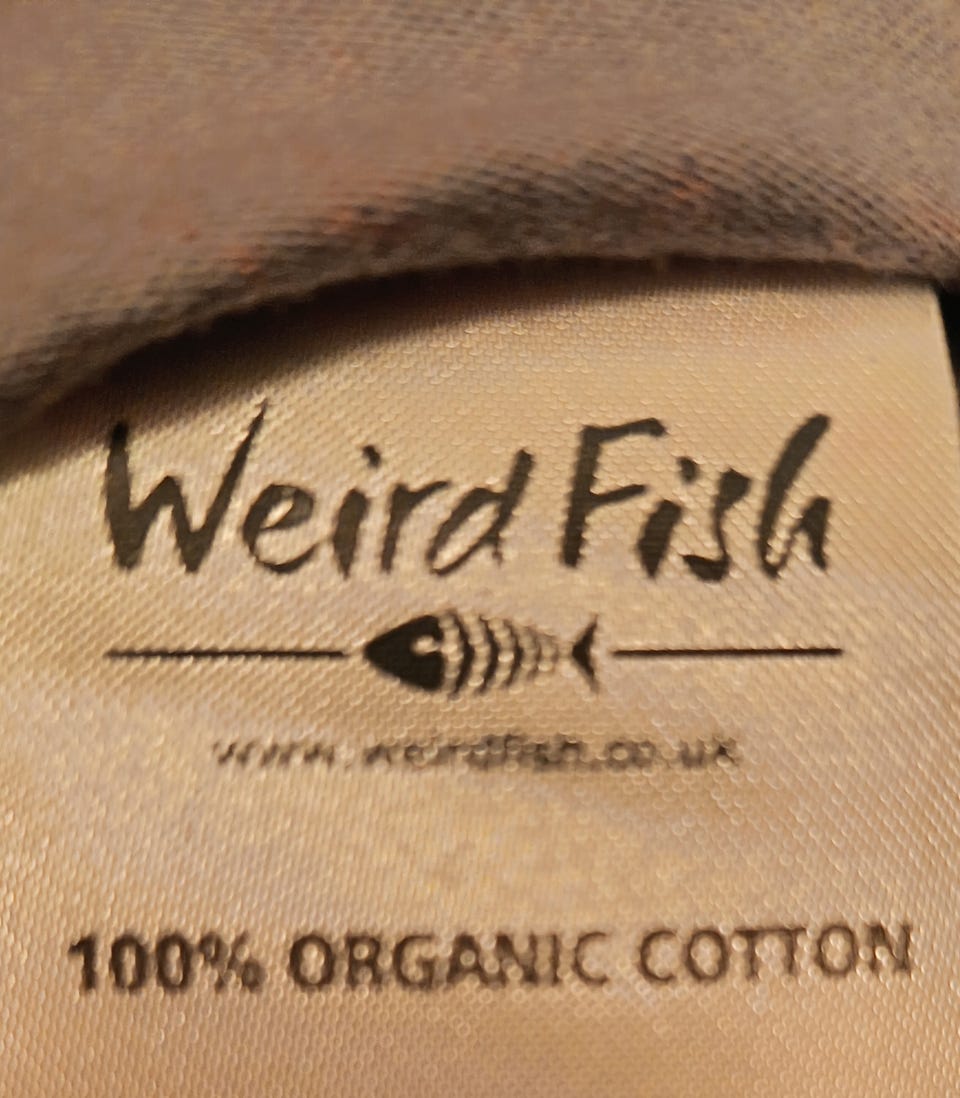 Weird Fish
www.weirdfish.co.uk
100% ORGANIC COTTON